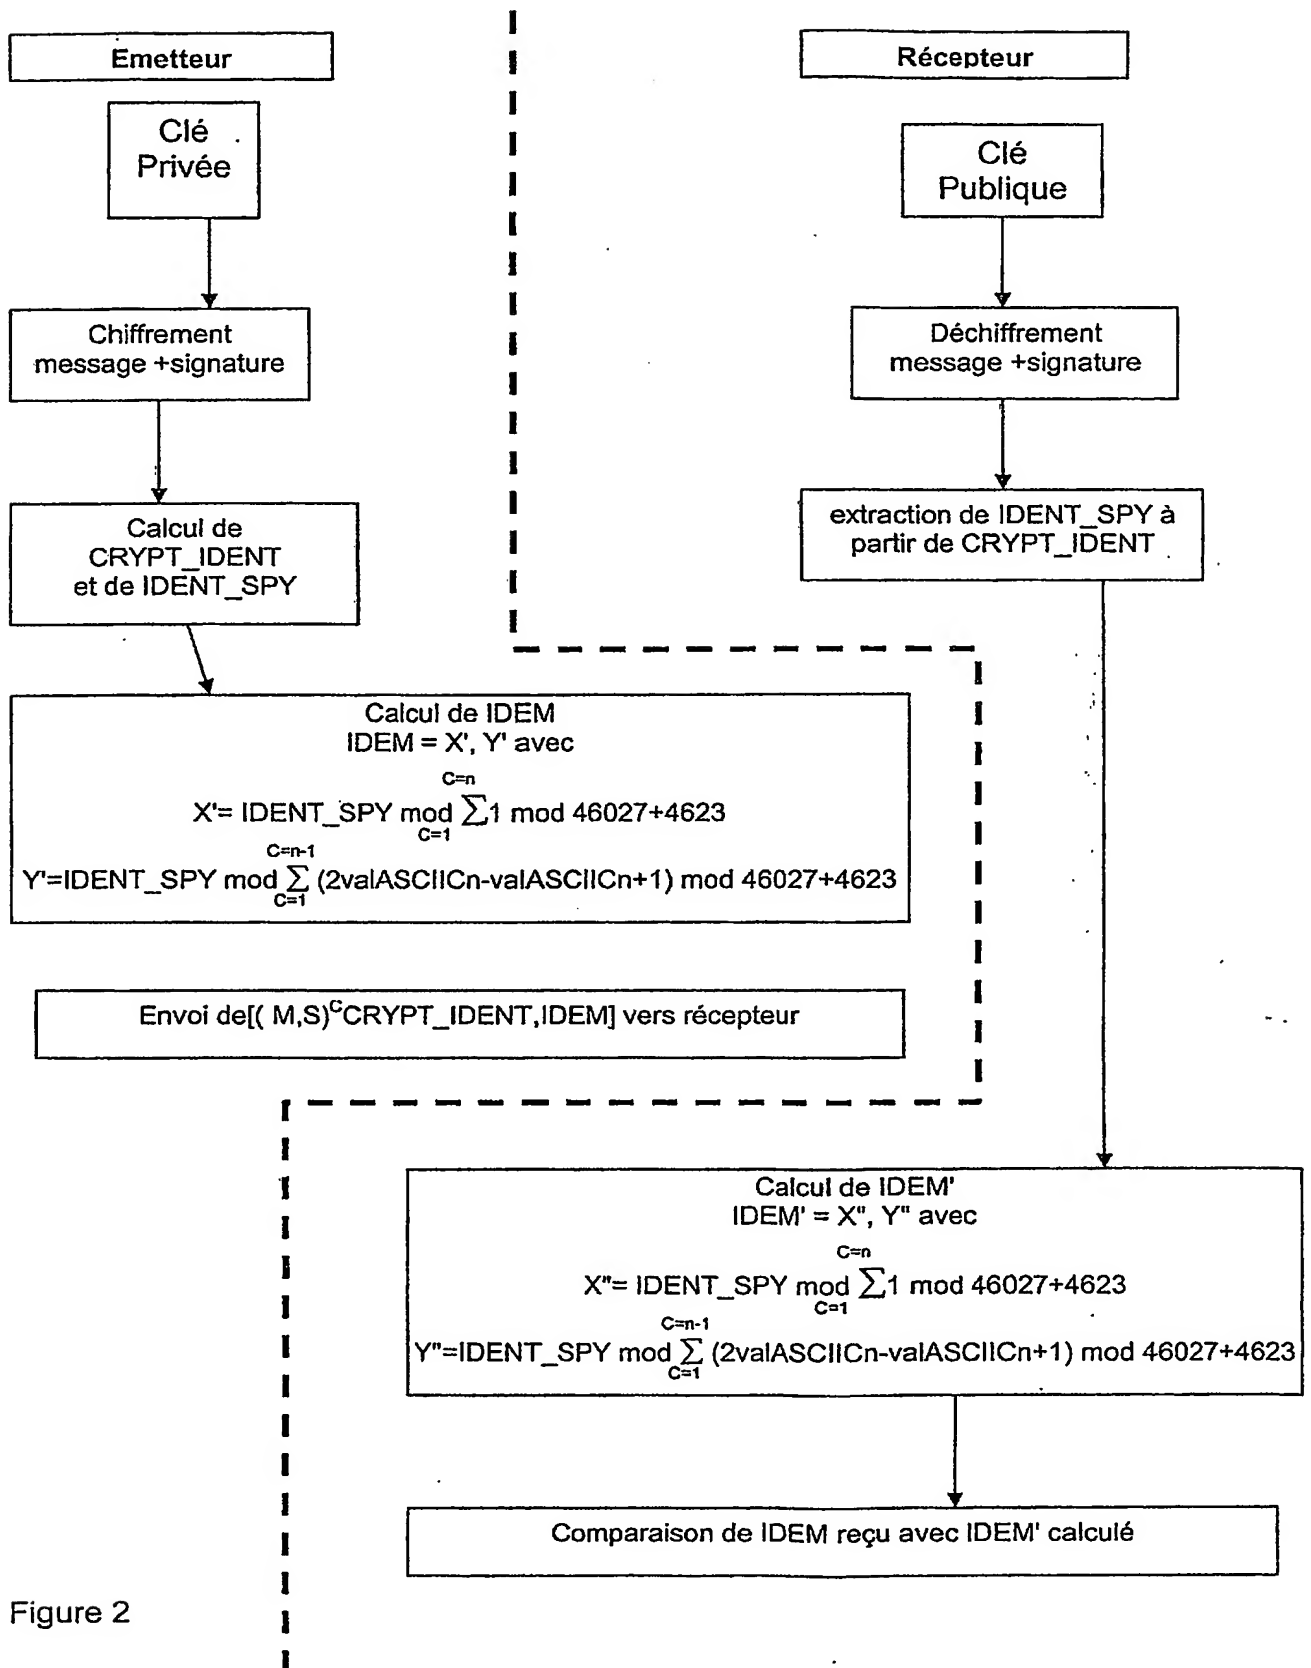 Emetteur
Clé
Privée
Chiffrement
message +signature
Calcul de
CRYPT_IDENT
et de IDENT_SPY
Calcul de IDEM
IDEM = X', Y' avec
C=n
X'= IDENT_SPY mod ∑1 mod 46027+4623
C=1
C=n-1
Y'=IDENT_SPY mod ∑ (2valASCIICn-valASCIICn+1) mod 46027+4623
C=1
Envoi de[( M,S)ᶜCRYPT_IDENT,IDEM] vers récepteur
Récepteur
Clé
Publique
Déchiffrement
message +signature
extraction de IDENT_SPY à
partir de CRYPT_IDENT
Calcul de IDEM'
IDEM' = X", Y" avec
C=n
X"= IDENT_SPY mod ∑1 mod 46027+4623
C=1
C=n-1
Y"=IDENT_SPY mod ∑ (2valASCIICn-valASCIICn+1) mod 46027+4623
C=1
Comparaison de IDEM reçu avec IDEM' calculé
Figure 2